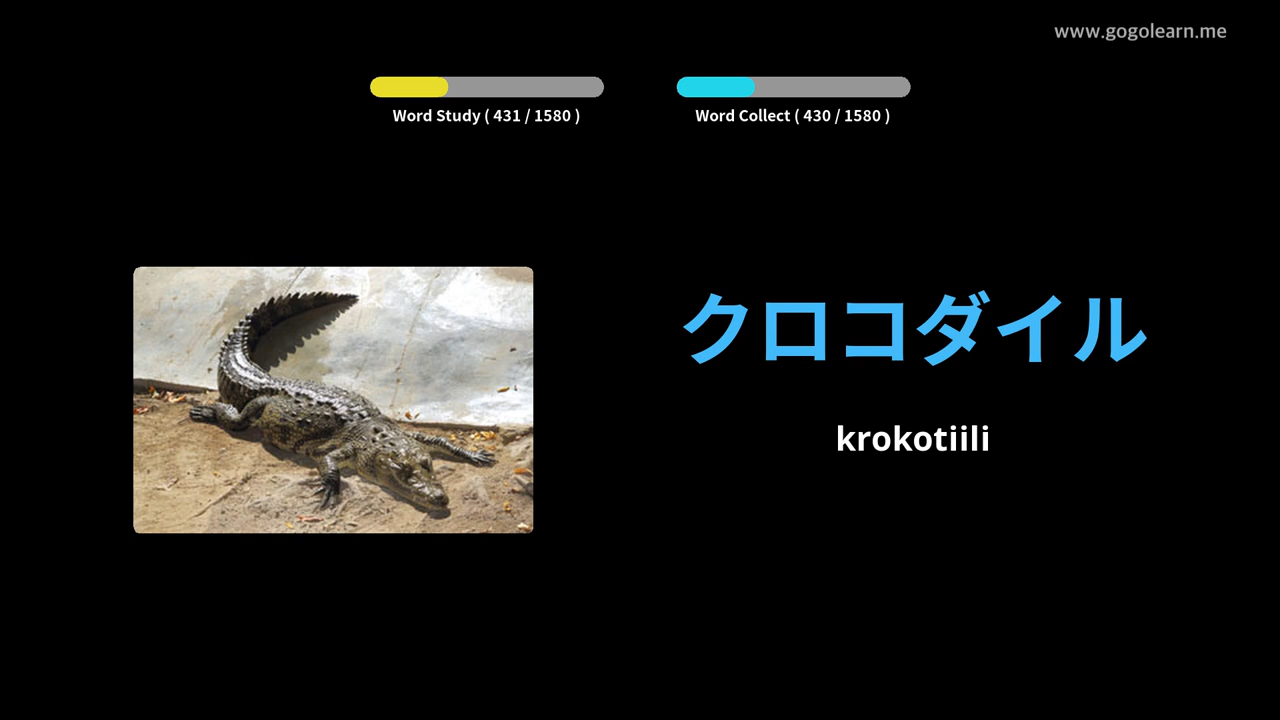 www.gogolearn.me
Word Study ( 431 / 1580 )
Word Collect ( 430 / 1580 )
クロコダイル
krokotiili